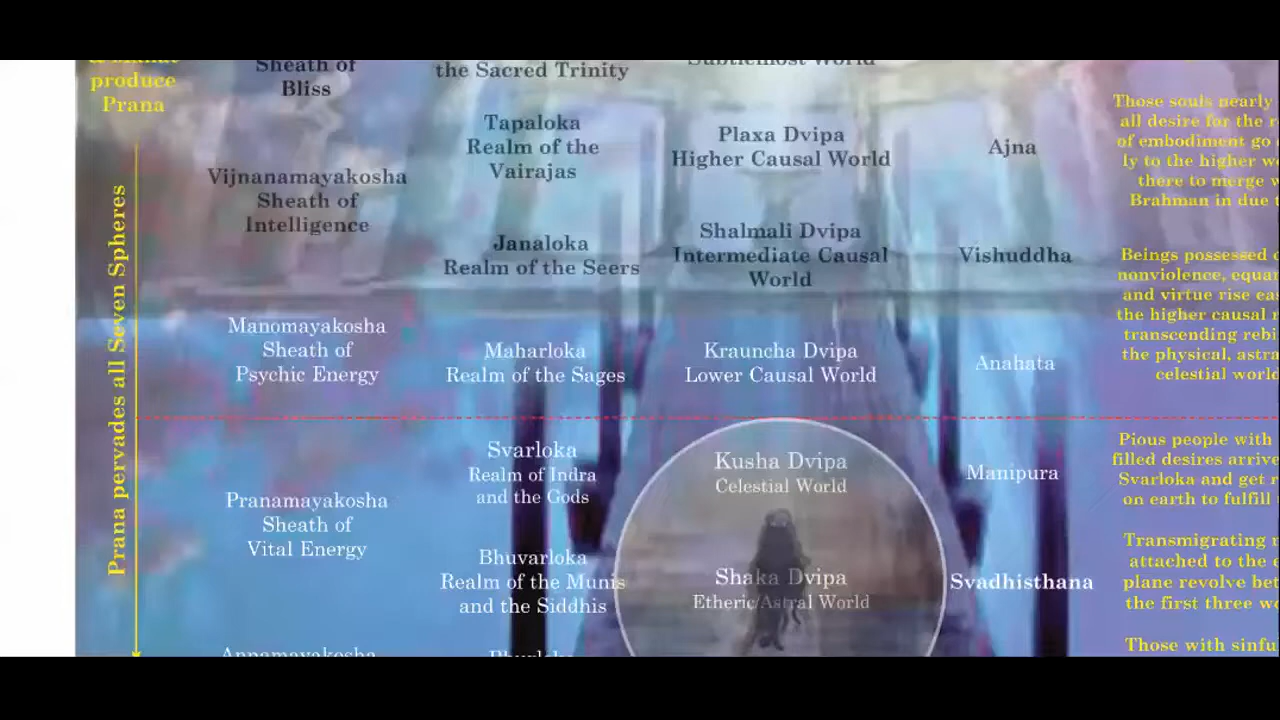 produce
Prana
Prana pervades all Seven Spheres
Sheath of
Bliss
Vijnanamayakosha
Sheath of
Intelligence
Manomayakosha
Sheath of
Psychic Energy
Pranamayakosha
Sheath of
Vital Energy
Annamayakosha
the Sacred Trinity
Tapaloka
Realm of the
Vairajas
Janaloka
Realm of the Seers
Maharloka
Realm of the Sages
Svarloka
Realm of Indra
and the Gods
Bhuvarloka
Realm of the Munis
and the Siddhis
Bhurloka
Subtlemost World
Plaxa Dvipa
Higher Causal World
Shalmali Dvipa
Intermediate Causal
World
Krauncha Dvipa
Lower Causal World
Kusha Dvipa
Celestial World
Shaka Dvipa
Etheric/Astral World
Ajna
Vishuddha
Anahata
Manipura
Svadhisthana
Those souls nearly
all desire for the
of embodiment go
ly to the higher
there to merge
Brahman in due
Beings possessed
nonviolence,
and virtue rise
the higher causal
transcending
the physical,
celestial
Pious people with
filled desires
Svarloka and get
on earth to fulfill
Transmigrating
attached to the
plane revolve
the first three
Those with